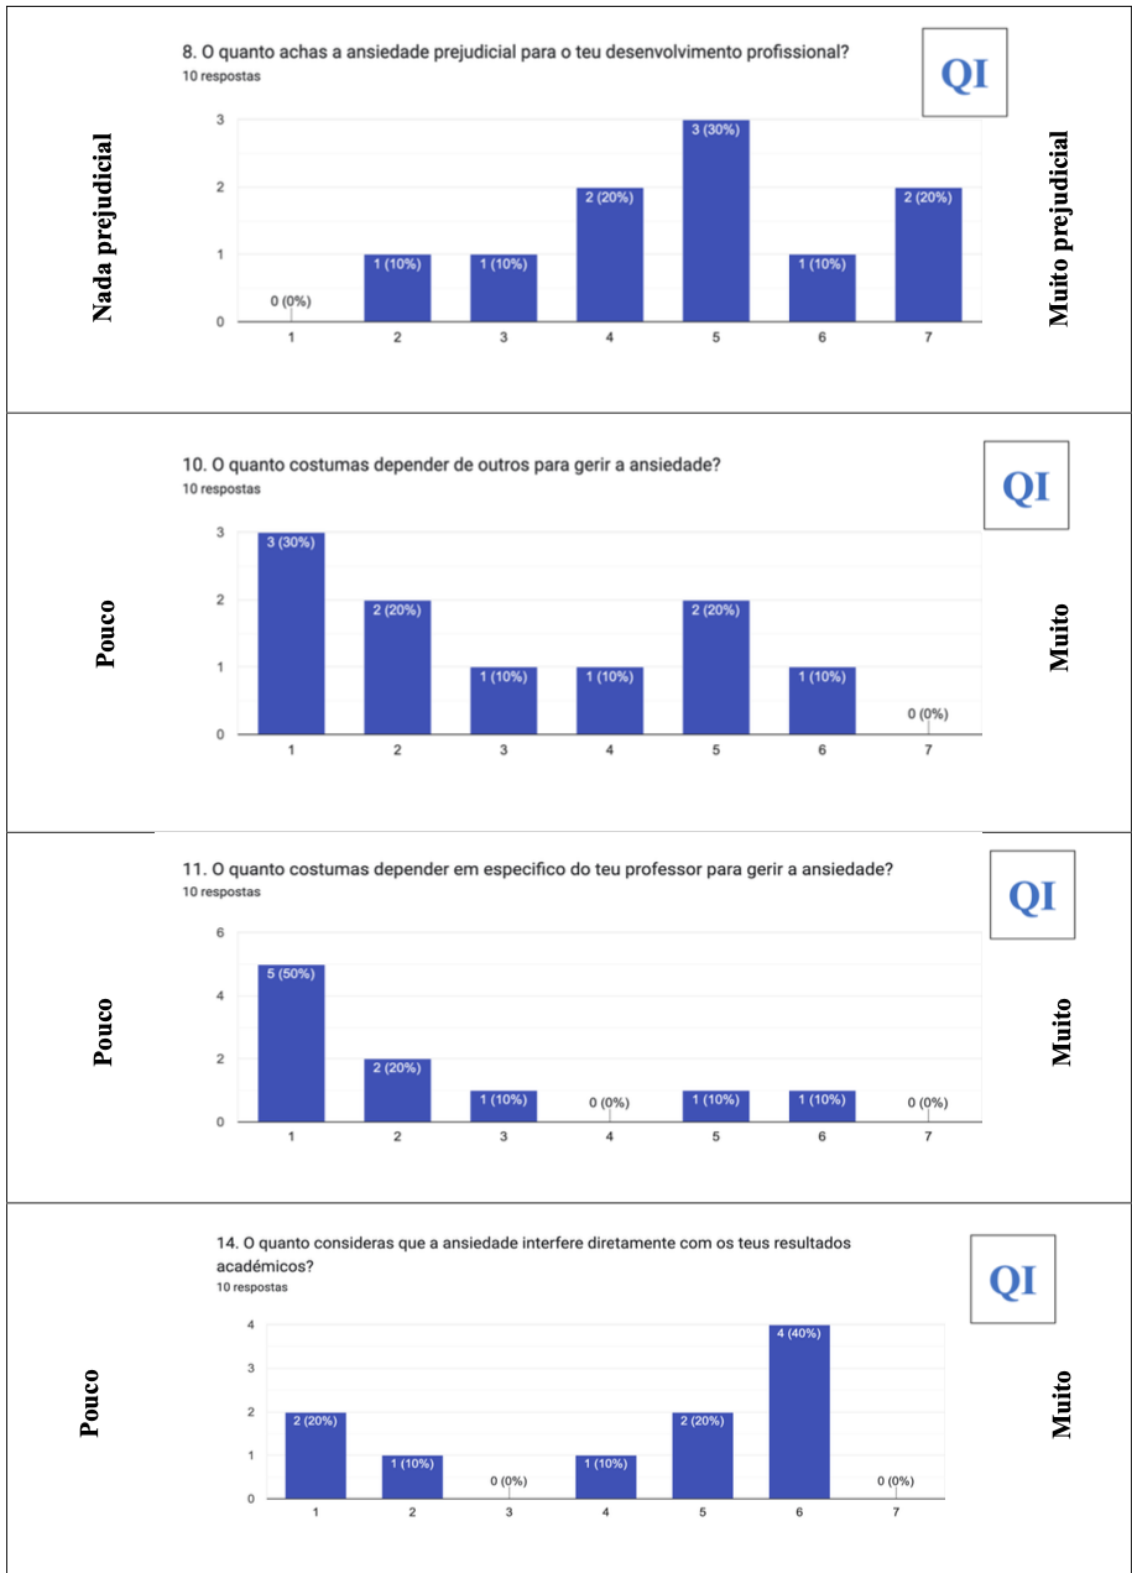 8. O quanto achas a ansiedade prejudicial para o teu desenvolvimento profissional?
10 respostas
QI
Nada prejudicial
Muito prejudicial
3
2
1
0
0 (0%)
1 (10%)
1 (10%)
2 (20%)
3 (30%)
1 (10%)
2 (20%)
1 2 3 4 5 6 7
10. O quanto costumas depender de outros para gerir a ansiedade?
10 respostas
QI
Pouco
Muito
3
2
1
0
3 (30%)
2 (20%)
1 (10%)
1 (10%)
2 (20%)
1 (10%)
0 (0%)
1 2 3 4 5 6 7
11. O quanto costumas depender em especifico do teu professor para gerir a ansiedade?
10 respostas
QI
Pouco
Muito
6
4
2
0
5 (50%)
2 (20%)
1 (10%)
0 (0%)
1 (10%)
1 (10%)
0 (0%)
1 2 3 4 5 6 7
14. O quanto consideras que a ansiedade interfere diretamente com os teus resultados
académicos?
10 respostas
QI
Pouco
Muito
4
3
2
1
0
2 (20%)
1 (10%)
0 (0%)
1 (10%)
2 (20%)
4 (40%)
0 (0%)
1 2 3 4 5 6 7